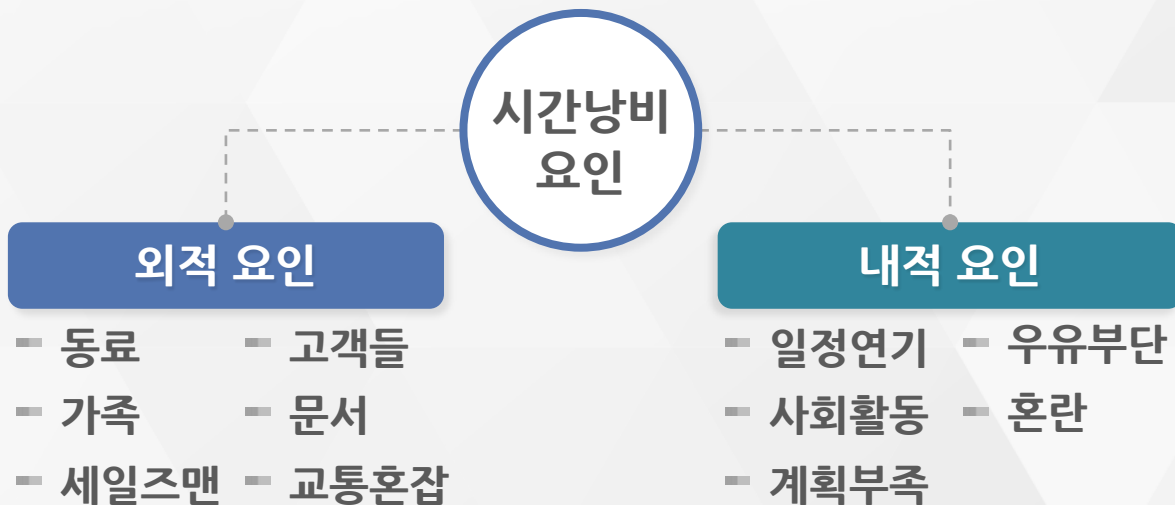 시간낭비
요인
외적 요인
동료
고객들
가족
문서
세일즈맨
교통혼잡
내적 요인
일정연기
우유부단
사회활동
혼란
계획부족